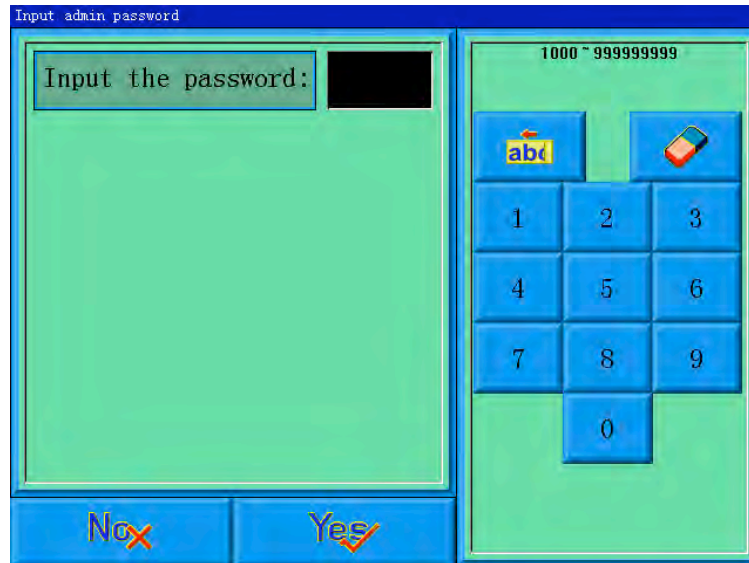 Input admin password
Input the password:
1000~999999999
abc
1 2 3
4 5 6
7 8 9
0
No Yes